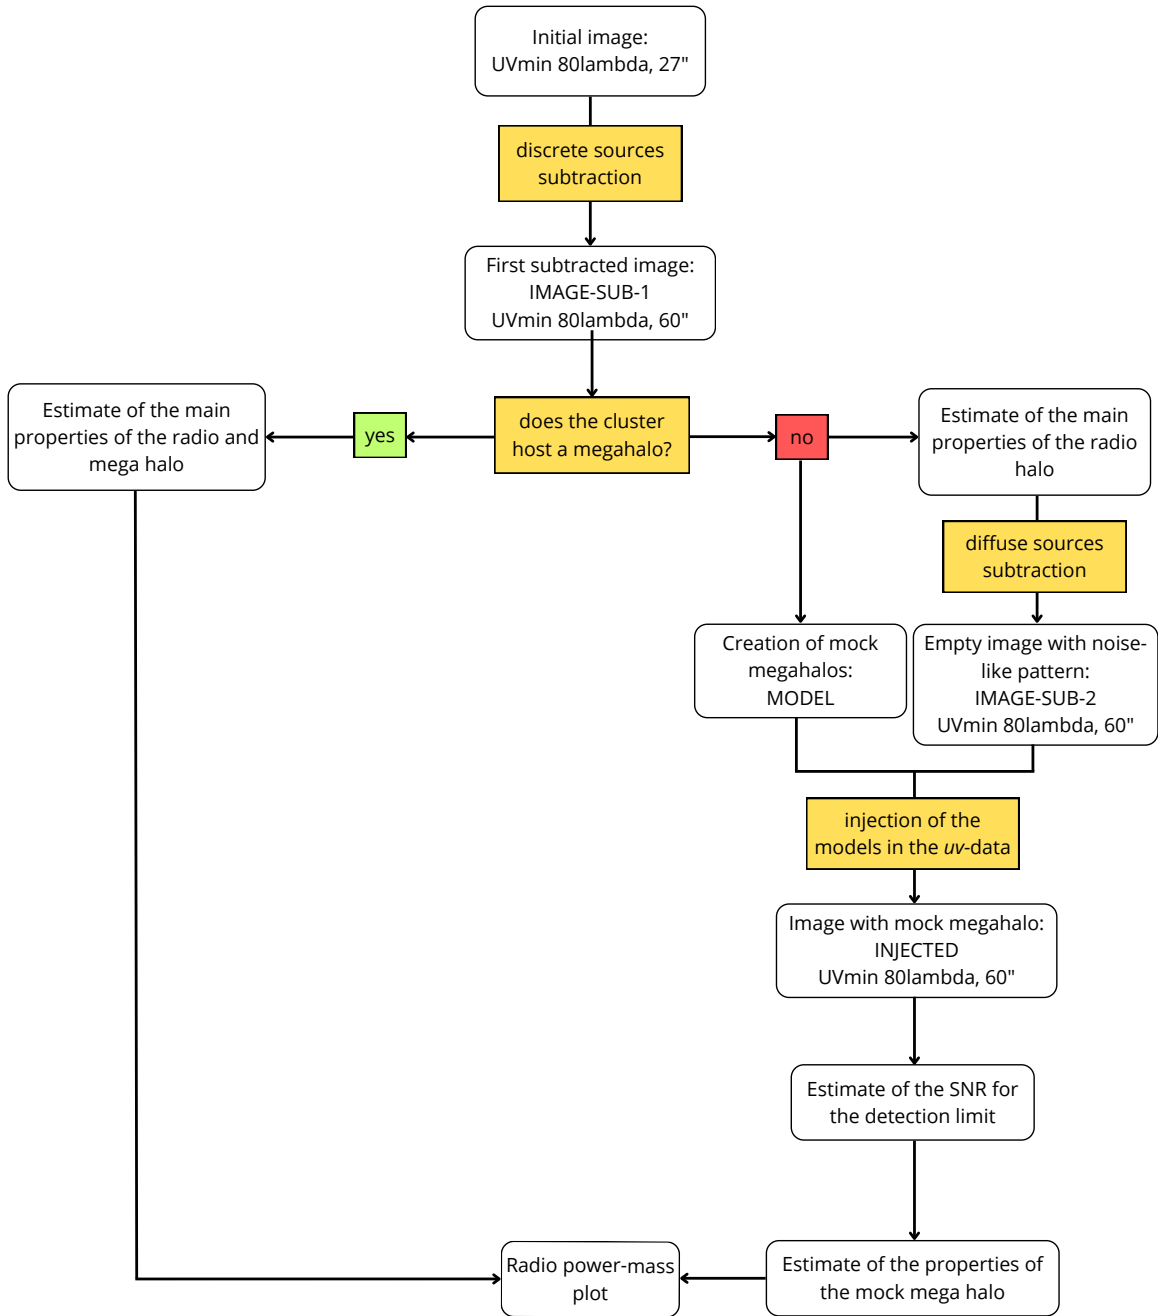 Initial image:
UVmin 80lambda, 27"
discrete sources
subtraction
First subtracted image:
IMAGE-SUB-1
UVmin 80lambda, 60"
Estimate of the main
properties of the radio and
mega halo
yes
does the cluster
host a megahalo?
no
Estimate of the main
properties of the radio
halo
diffuse sources
subtraction
Creation of mock
megahalos:
MODEL
Empty image with noise-
like pattern:
IMAGE-SUB-2
UVmin 80lambda, 60"
injection of the
models in the uv-data
Image with mock megahalo:
INJECTED
UVmin 80lambda, 60"
Estimate of the SNR for
the detection limit
Radio power-mass
plot
Estimate of the properties of
the mock mega halo